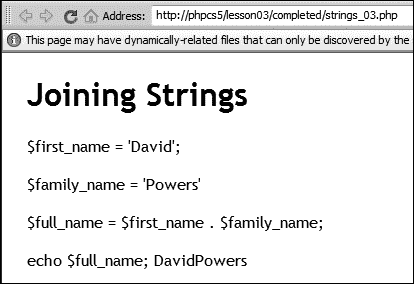 Address: http://phpcs5/lesson03/completed/strings_03.php
This page may have dynamically-related files that can only be discovered by the
Joining Strings
$first_name = 'David';
$family_name = 'Powers'
$full_name = $first_name . $family_name;
echo $full_name; DavidPowers